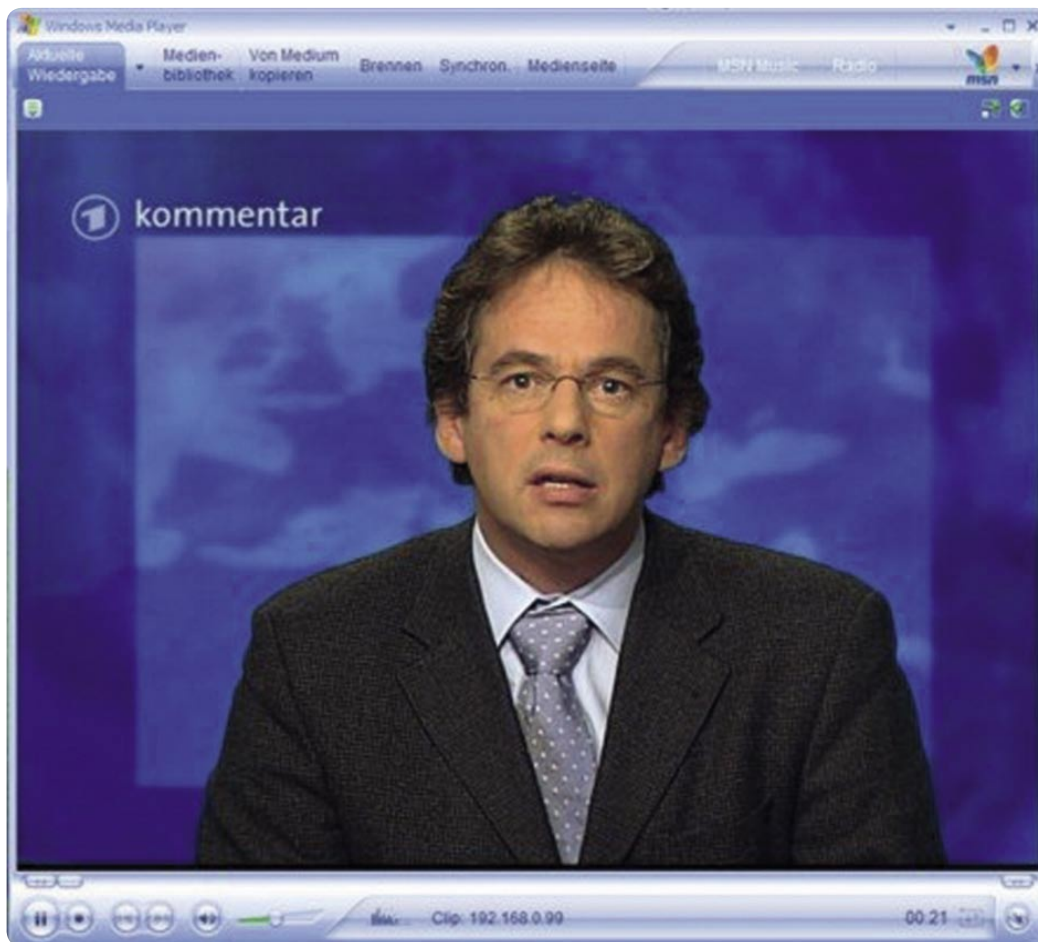 Windows Media Player
Aktuelle
Wiedergabe
Medien-
bibliothek
Von Medium
kopieren
Brennen
Synchron.
Medienseite
MSN Music
Radio
msn
1 kommentar
Clip: 192.168.0.99
00:21